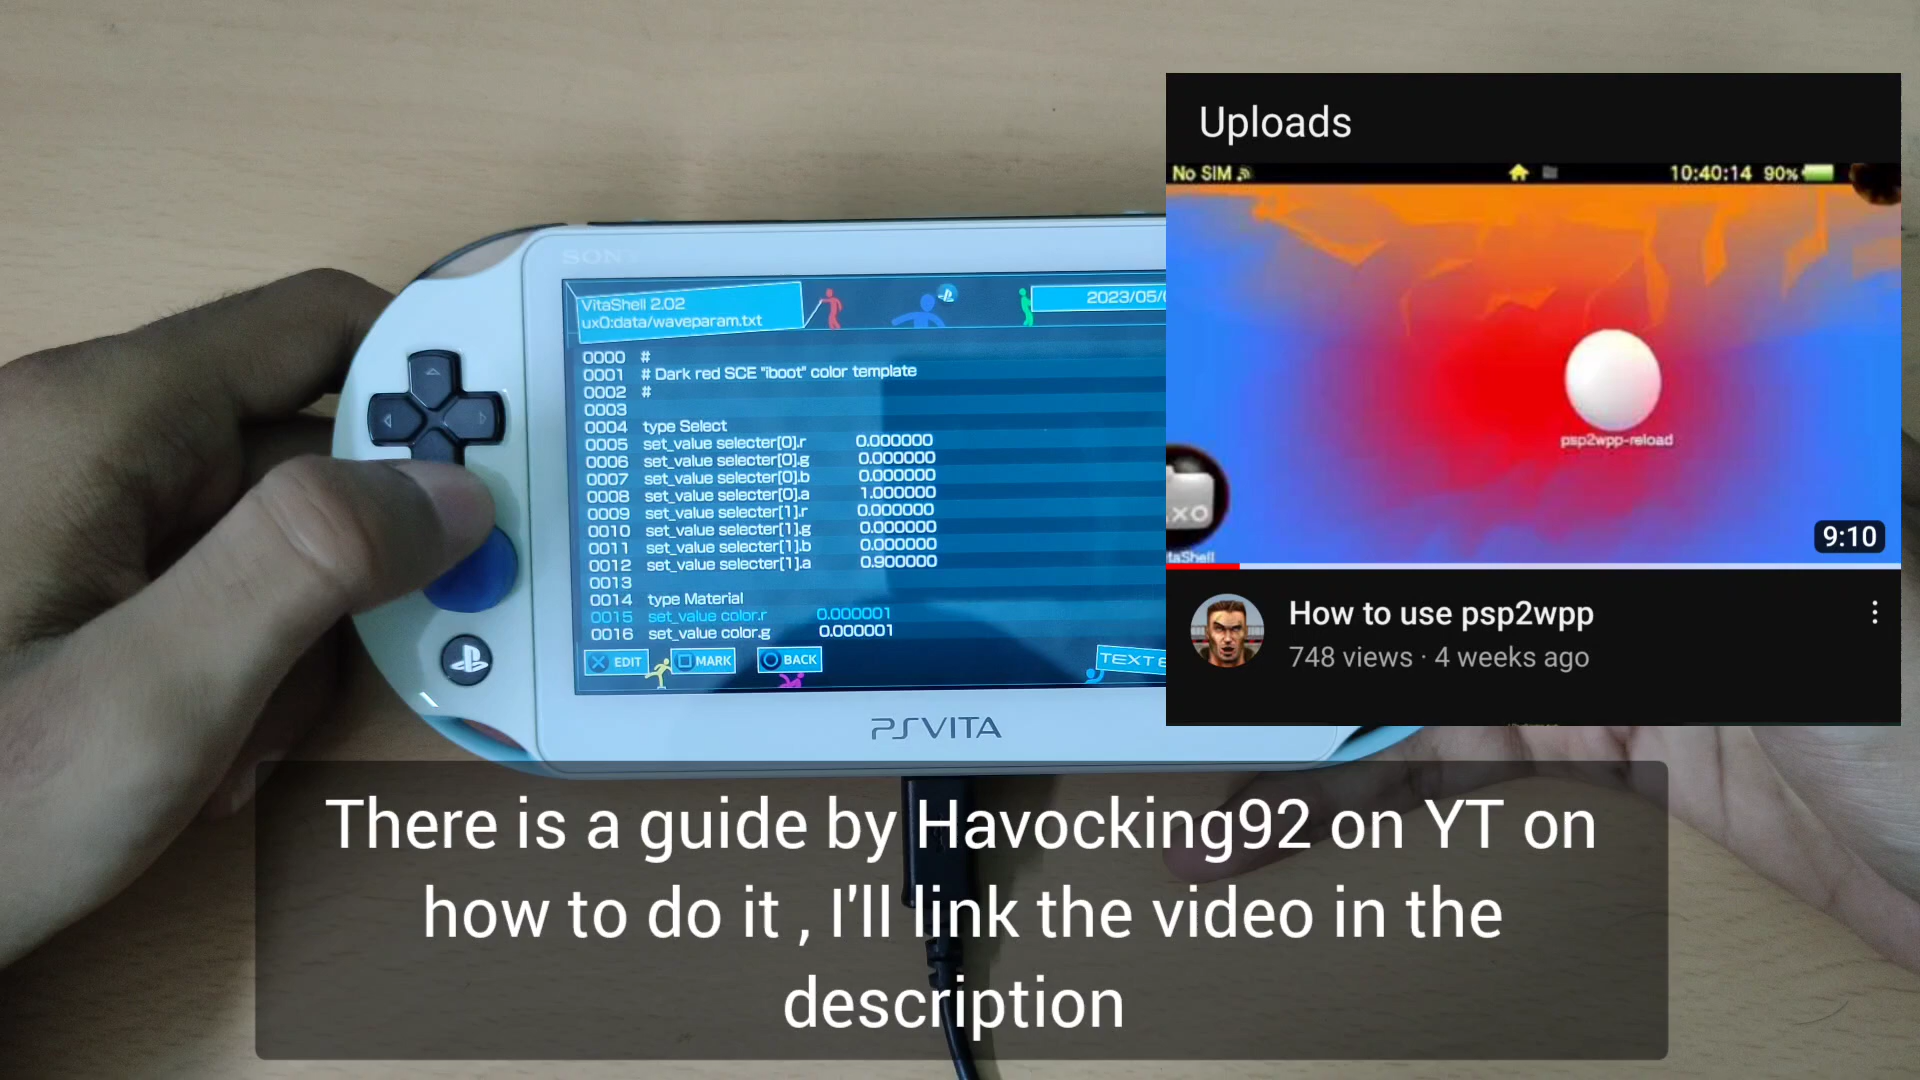 Uploads
No SIM
10:40:14 90%
psp2wpp-reload
XO
taShell
9:10
How to use psp2wpp
748 views · 4 weeks ago
SONY
VitaShell 2.02
ux0:data/waveparam.txt
2023/05/0
0000 #
0001 # Dark red SCE "iboot" color template
0002 #
0003
0004 type Select
0005 set_value selecter[0].r 0.000000
0006 set_value selecter[0].g 0.000000
0007 set_value selecter[0].b 0.000000
0008 set_value selecter[0].a 1.000000
0009 set_value selecter[1].r 0.000000
0010 set_value selecter[1].g 0.000000
0011 set_value selecter[1].b 0.000000
0012 set_value selecter[1].a 0.900000
0013
0014 type Material
0015 set_value color.r 0.000001
0016 set_value color.g 0.000001
EDIT MARK BACK
TEXT E
PSVITA
There is a guide by Havocking92 on YT on
how to do it , I'll link the video in the
description